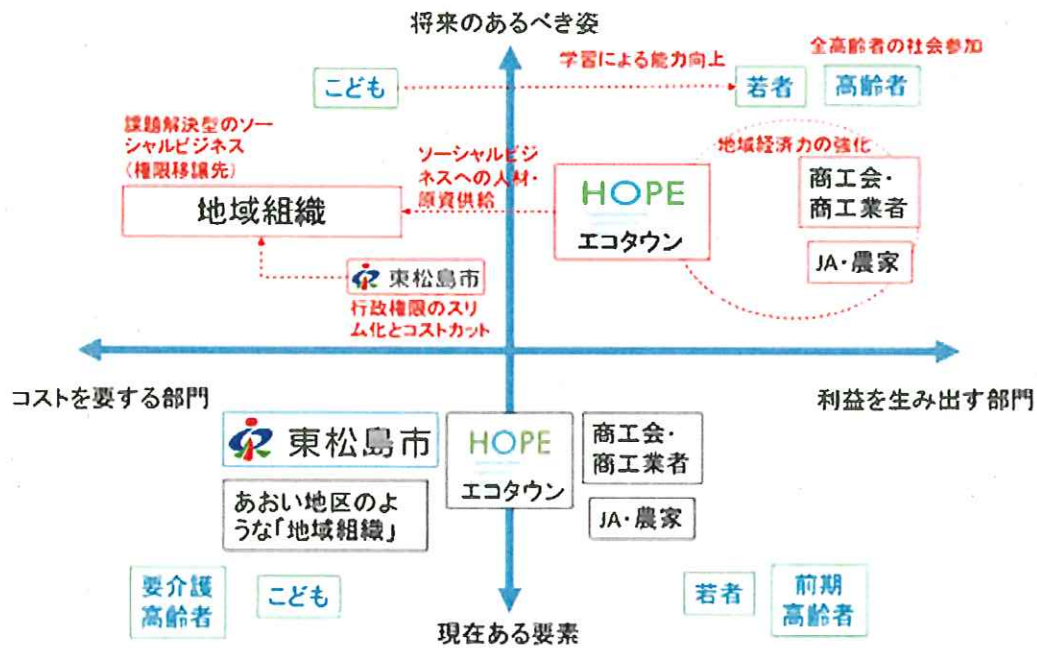 将来のあるべき姿
全高齢者の社会参加
学習による能力向上
こども
若者
高齢者
課題解決型のソー
シャルビジネス
(権限移譲先)
地域組織
ソーシャルビジ
ネスへの人材・
原資供給
HOPE
エコタウン
地域経済力の強化
商工会・
商工業者
JA・農家
東松島市
行政権限のスリ
ム化とコストカット
コストを要する部門
利益を生み出す部門
東松島市
HOPE
エコタウン
商工会・
商工業者
あおい地区のよ
うな「地域組織」
JA・農家
要介護
高齢者
こども
若者
前期
高齢者
現在ある要素